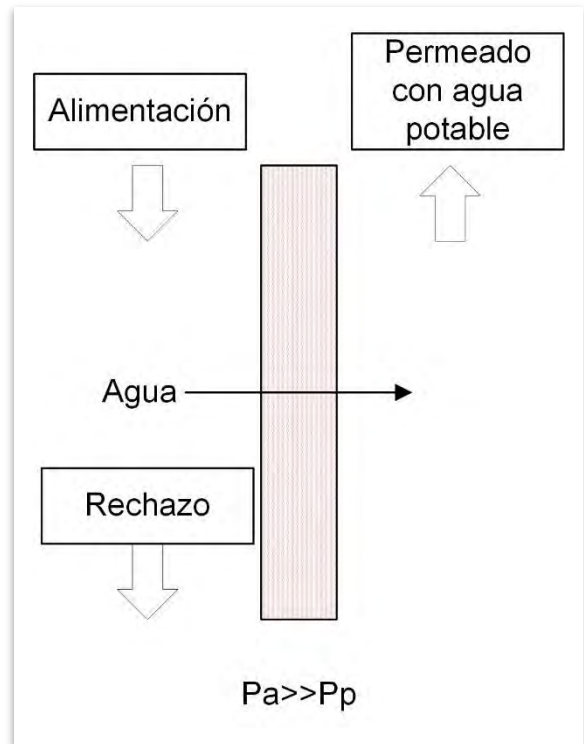 Alimentación
Permeado
con agua
potable
Agua
Rechazo
Pa>>Pp